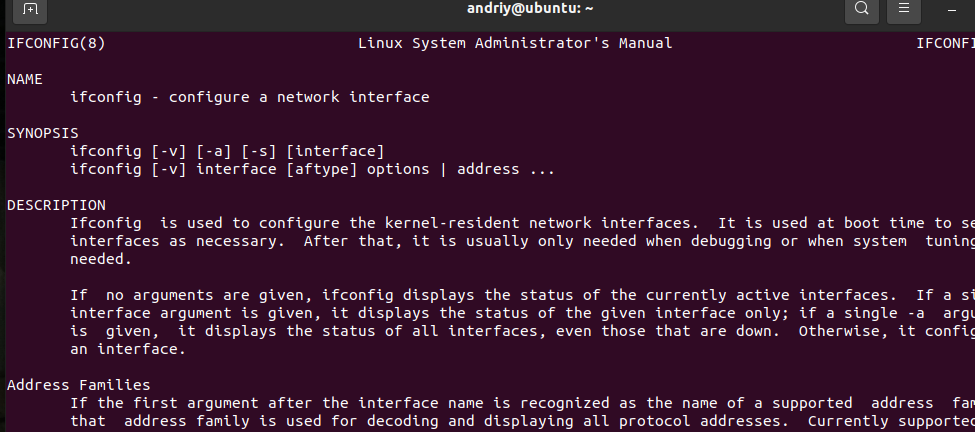 andriy@ubuntu: ~
IFCONFIG(8) Linux System Administrator's Manual
NAME
ifconfig - configure a network interface
SYNOPSIS
ifconfig [-v] [-a] [-s] [interface]
ifconfig [-v] interface [aftype] options | address ...
DESCRIPTION
Ifconfig is used to configure the kernel-resident network interfaces. It is used at boot time to
interfaces as necessary. After that, it is usually only needed when debugging or when system tuning
needed.
If no arguments are given, ifconfig displays the status of the currently active interfaces. If a
interface argument is given, it displays the status of the given interface only; if a single -a
is given, it displays the status of all interfaces, even those that are down. Otherwise, it
an interface.
Address Families
If the first argument after the interface name is recognized as the name of a supported address
that address family is used for decoding and displaying all protocol addresses. Currently supported